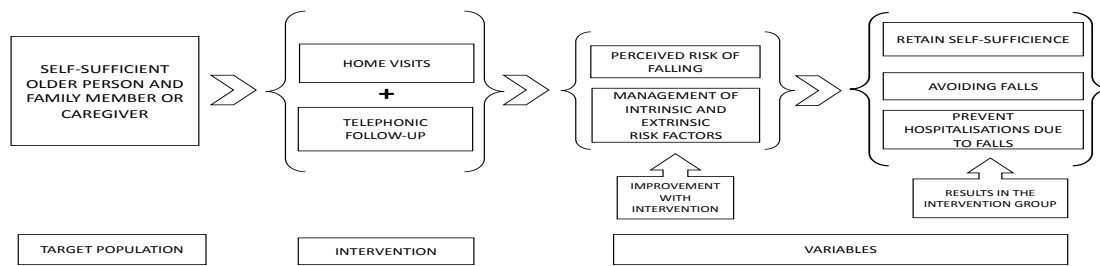 SELF-SUFFICIENT
OLDER PERSON AND
FAMILY MEMBER OR
CAREGIVER
HOME VISITS
+
TELEPHONIC
FOLLOW-UP
PERCEIVED RISK OF
FALLING
MANAGEMENT OF
INTRINSIC AND
EXTRINSIC
RISK FACTORS
IMPROVEMENT
WITH
INTERVENTION
RETAIN SELF-SUFFICIENCE
AVOIDING FALLS
PREVENT
HOSPITALISATIONS DUE
TO FALLS
RESULTS IN THE
INTERVENTION GROUP
TARGET POPULATION
INTERVENTION
VARIABLES